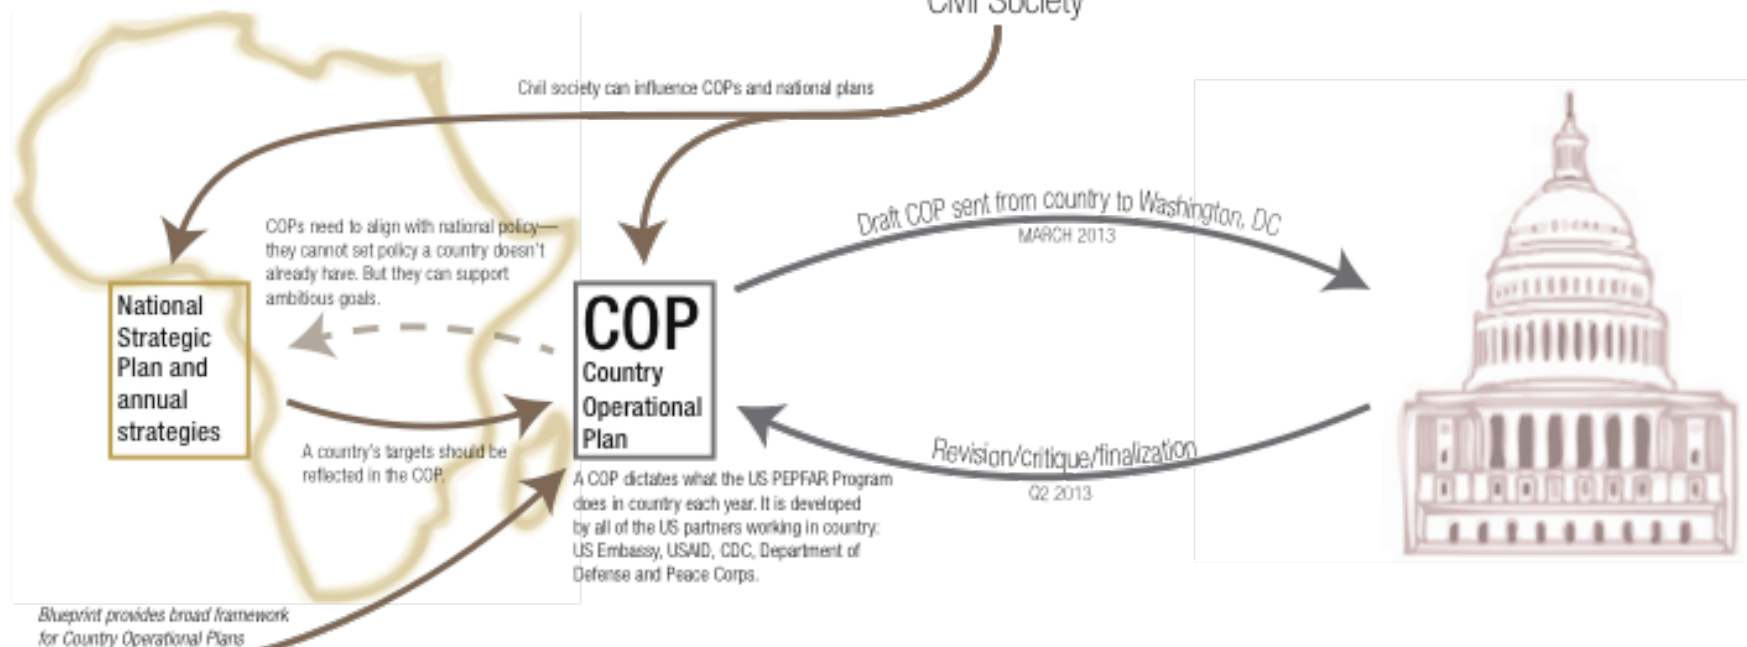 Civil Society
Civil society can influence COPs and national plans
COPs need to align with national policy—
they cannot set policy a country doesn't
already have. But they can support
ambitious goals.
National
Strategic
Plan and
annual
strategies
A country's targets should be
reflected in the COP.
COP
Country
Operational
Plan
A COP dictates what the US PEPFAR Program
does in country each year. It is developed
by all of the US partners working in country:
US Embassy, USAID, CDC, Department of
Defense and Peace Corps.
Draft COP sent from country to Washington, DC
MARCH 2013
Revision/critique/finalization
Q2 2013
Blueprint provides broad framework
for Country Operational Plans